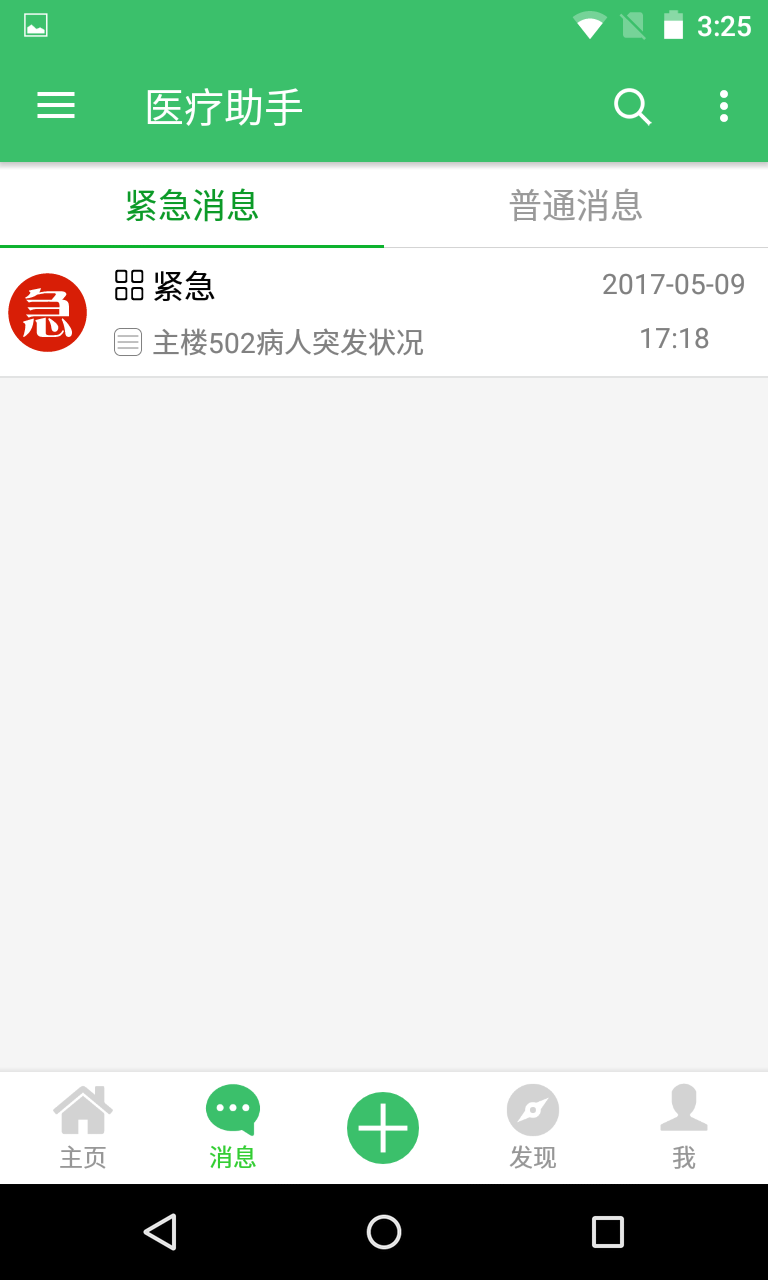 3:25
医疗助手
紧急消息 普通消息
急
紧急 2017-05-09
主楼502病人突发状况 17:18
主页 消息 发现 我